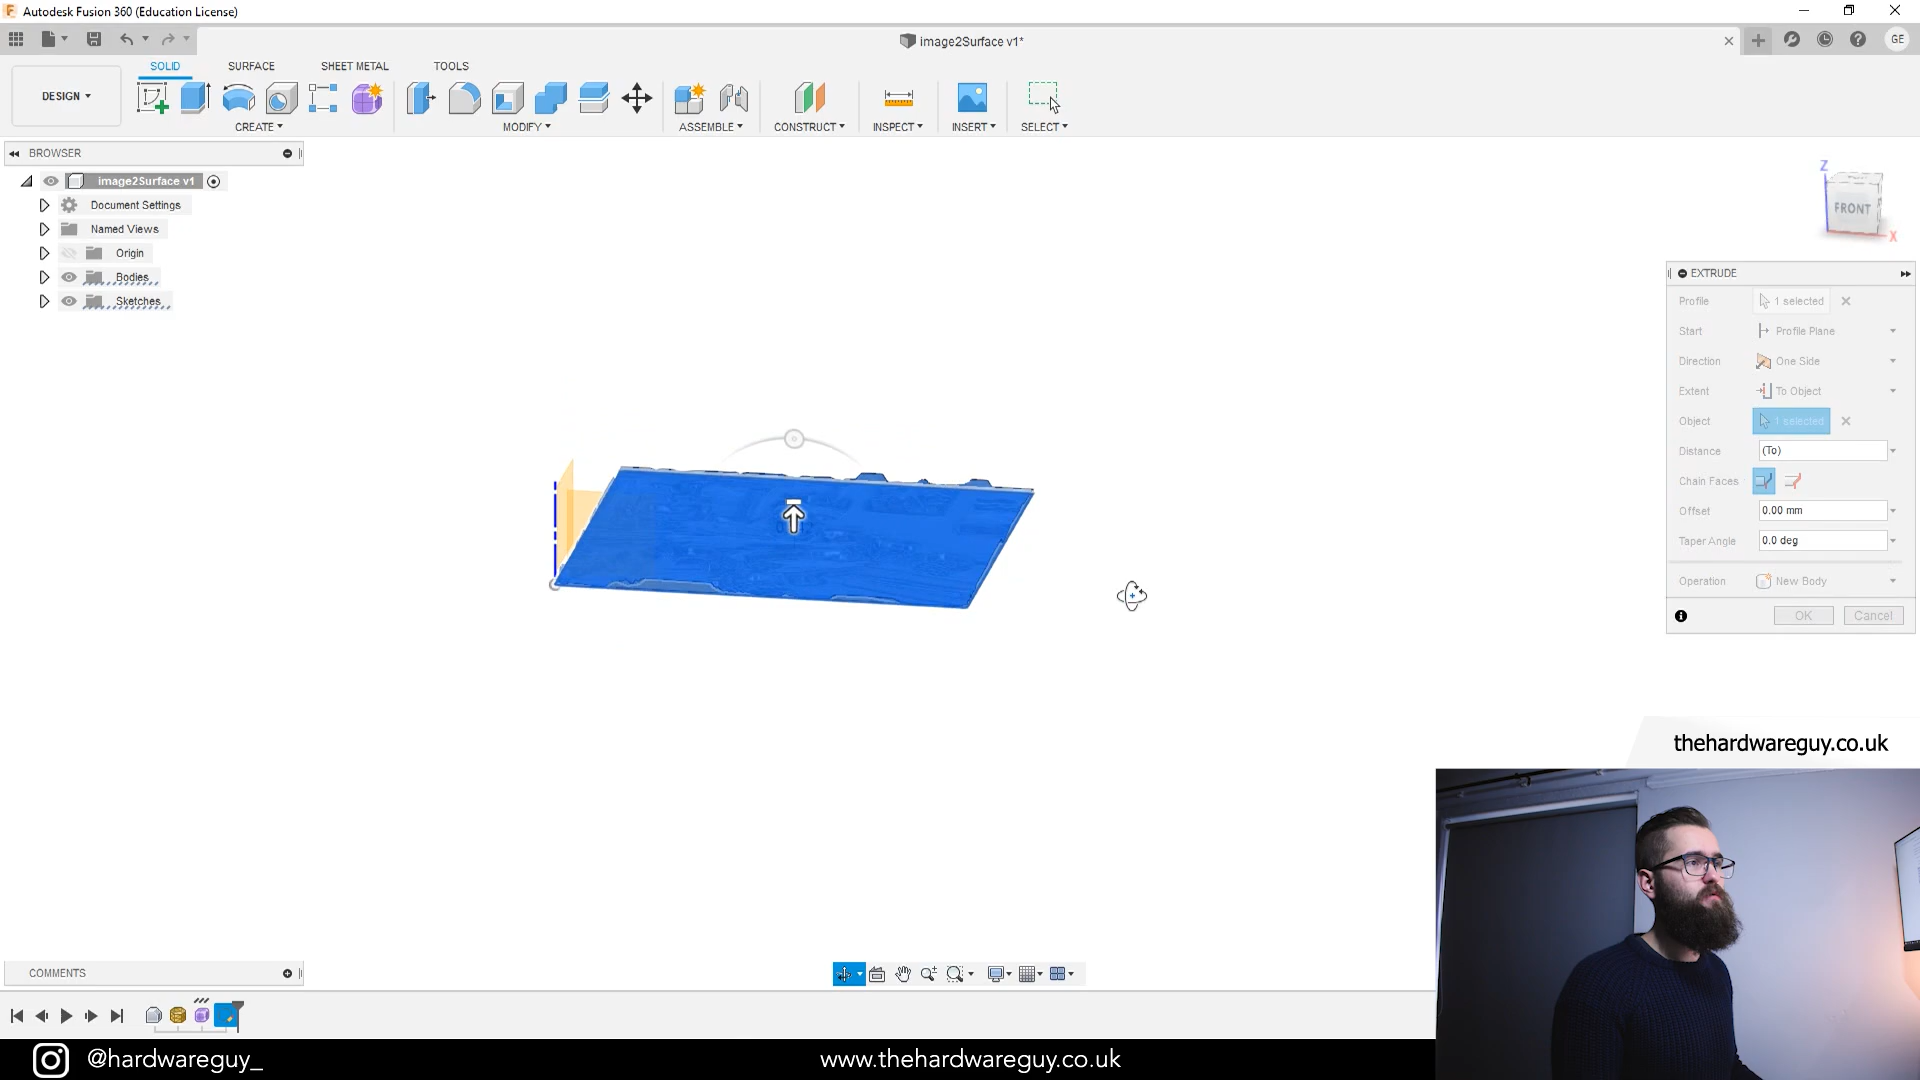 Autodesk Fusion 360 (Education License)
image2Surface v1*
GE
DESIGN
SOLID
SURFACE
SHEET METAL
TOOLS
CREATE
MODIFY
ASSEMBLE
CONSTRUCT
INSPECT
INSERT
SELECT
BROWSER
image2Surface v1
Document Settings
Named Views
Origin
Bodies
Sketches
Z
FRONT
X
EXTRUDE
Profile 1 selected
Start Profile Plane
Direction One Side
Extent To Object
Object 1 selected
Distance (To)
Chain Faces
Offset 0.00 mm
Taper Angle 0.0 deg
Operation New Body
OK Cancel
thehardwareguy.co.uk
COMMENTS
@hardwareguy_
www.thehardwareguy.co.uk